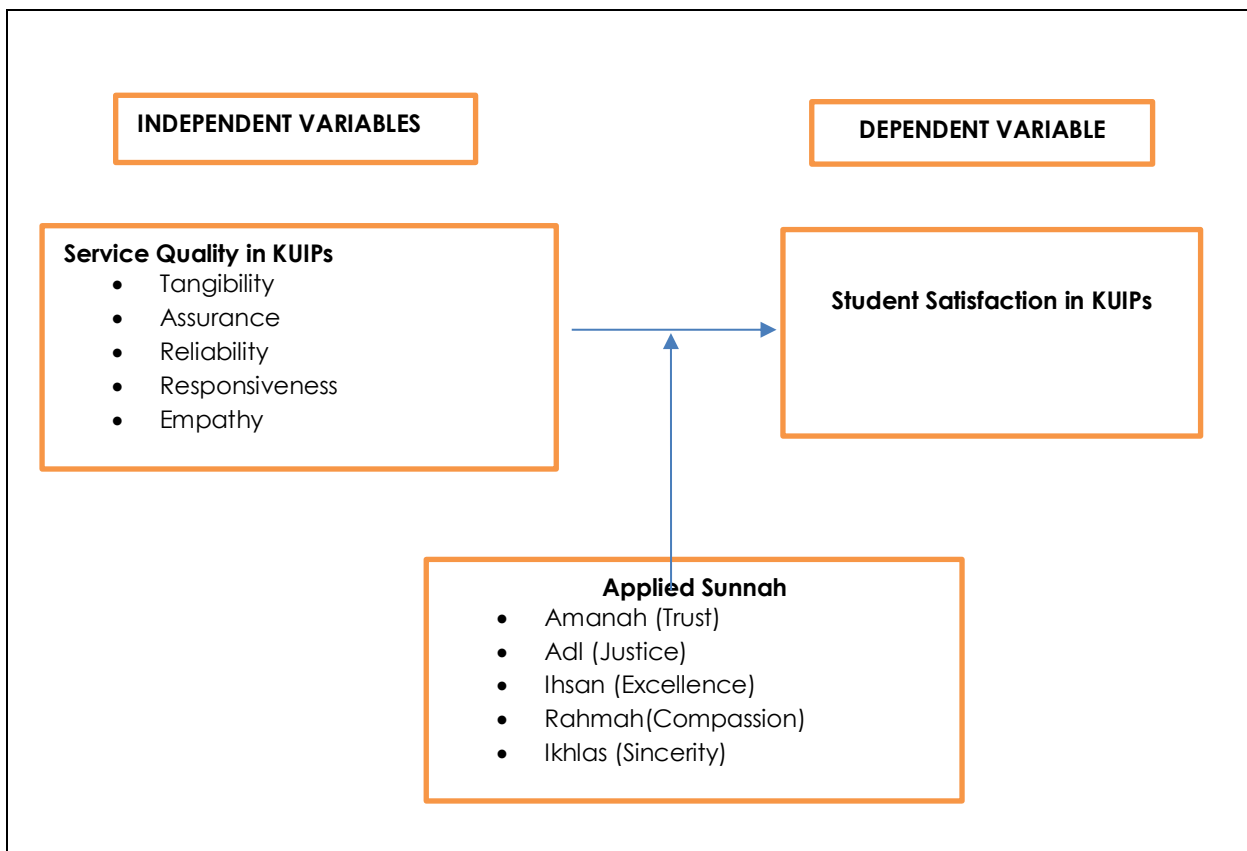 INDEPENDENT VARIABLES
DEPENDENT VARIABLE
Service Quality in KUIPs
• Tangibility
• Assurance
• Reliability
• Responsiveness
• Empathy
Student Satisfaction in KUIPs
Applied Sunnah
• Amanah (Trust)
• Adl (Justice)
• Ihsan (Excellence)
• Rahmah(Compassion)
• Ikhlas (Sincerity)